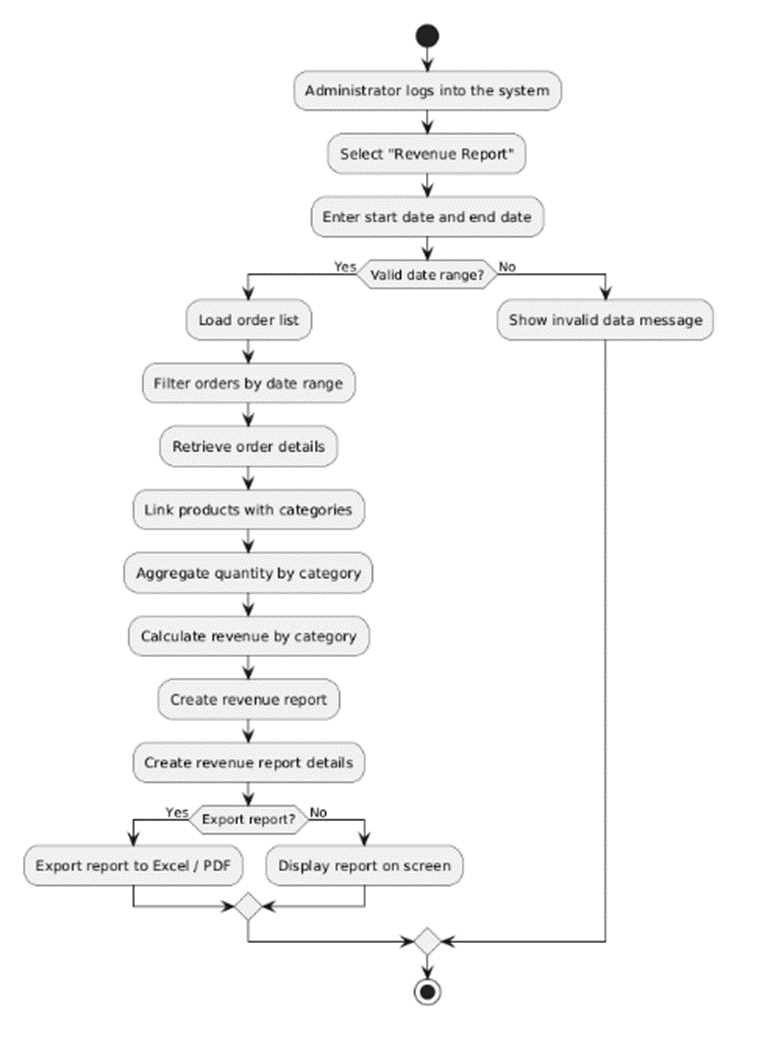 Administrator logs into the system
Select "Revenue Report"
Enter start date and end date
Yes
Valid date range?
No
Load order list
Show invalid data message
Filter orders by date range
Retrieve order details
Link products with categories
Aggregate quantity by category
Calculate revenue by category
Create revenue report
Create revenue report details
Yes
Export report?
No
Export report to Excel / PDF
Display report on screen